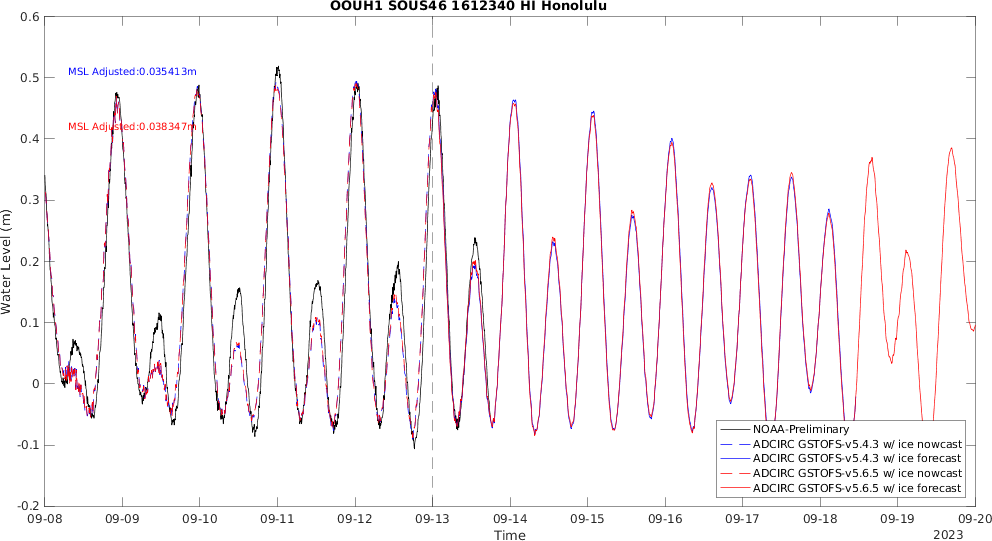 OOUH1 SOUS46 1612340 HI Honolulu
0.6
0.5
0.4
0.3
0.2
0.1
0
-0.1
-0.2
Water Level (m)
MSL Adjusted:0.035413m
MSL Adjusted:0.038347m
NOAA-Preliminary
ADCIRC GSTOFS-v5.4.3 w/ ice nowcast
ADCIRC GSTOFS-v5.4.3 w/ ice forecast
ADCIRC GSTOFS-v5.6.5 w/ ice nowcast
ADCIRC GSTOFS-v5.6.5 w/ ice forecast
09-08 09-09 09-10 09-11 09-12 09-13 09-14 09-15 09-16 09-17 09-18 09-19 09-20
Time
2023